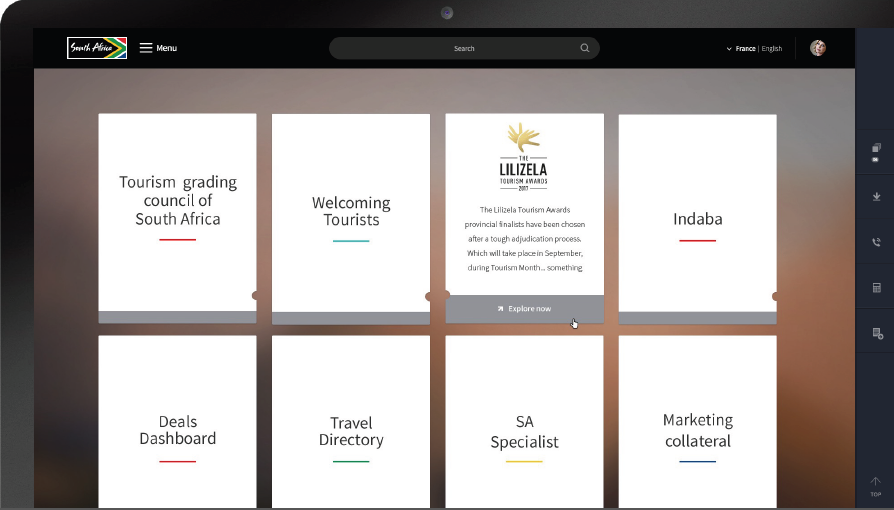 South Africa
Menu
Search
France | English
Tourism grading
council of
South Africa
Welcoming
Tourists
THE
LILIZELA
TOURISM AWARDS
2017
The Lilizela Tourism Awards
provincial finalists have been chosen
after a tough adjudication process.
Which will take place in September,
during Tourism Month... something
Explore now
Indaba
Deals
Dashboard
Travel
Directory
SA
Specialist
Marketing
collateral
TOP